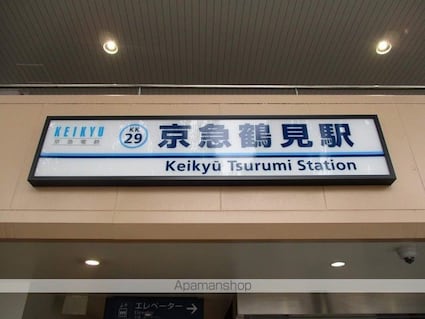 KEIKYU
京急電鉄
KK
29
京急鶴見駅
Keikyū Tsurumi Station
Apamanshop
エレベーター →